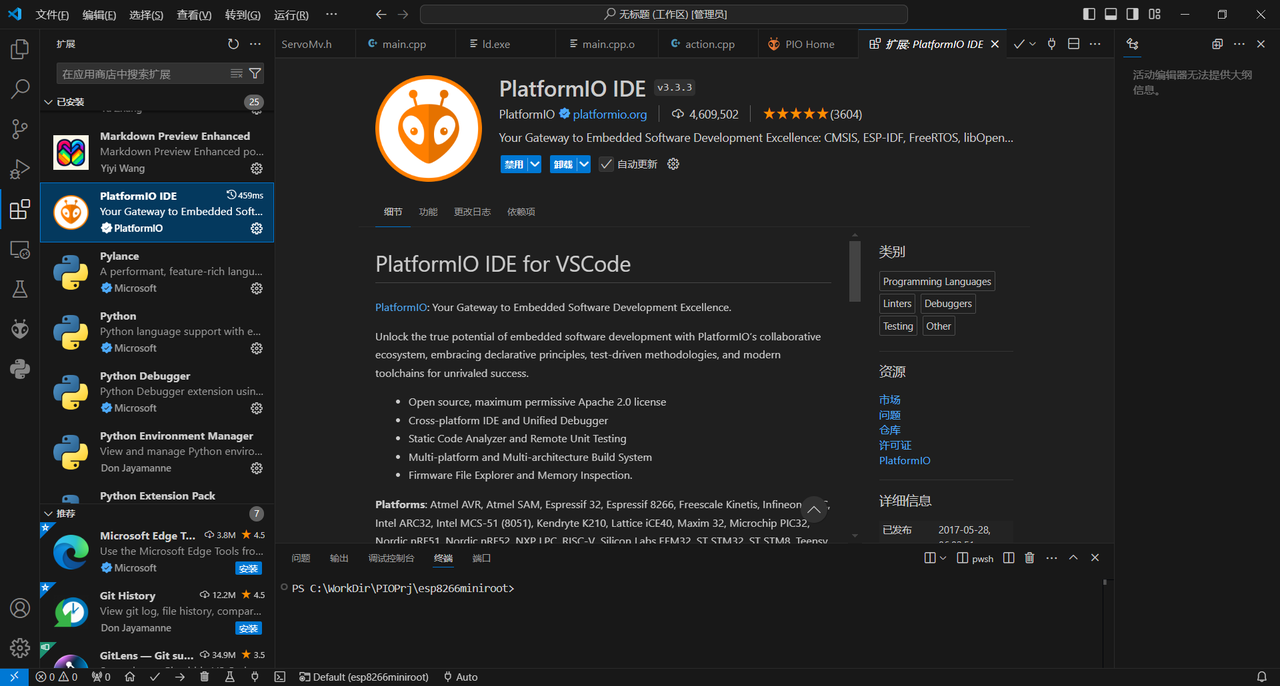 文件(F) 编辑(E) 选择(S) 查看(V) 转到(G) 运行(R) ··· 无标题 (工作区) [管理员]
扩展
在应用商店中搜索扩展
已安装 25
Markdown Preview Enhanced
Markdown Preview Enhanced po...
Yiyi Wang
PlatformIO IDE 459ms
Your Gateway to Embedded Soft...
PlatformIO
Pylance
A performant, feature-rich langu...
Microsoft
Python
Python language support with e...
Microsoft
Python Debugger
Python Debugger extension usin...
Microsoft
Python Environment Manager
View and manage Python enviro...
Don Jayamanne
Python Extension Pack
推荐 7
Microsoft Edge T... 3.8M ★ 4.5
Use the Microsoft Edge Tools fro...
Microsoft 安装
Git History 12.2M ★ 4.5
View git log, file history, compar...
Don Jayamanne 安装
GitLens — Git su... 34.9M ★ 3.5
ServoMv.h main.cpp ld.exe main.cpp.o action.cpp PIO Home 扩展: PlatformIO IDE
PlatformIO IDE v3.3.3
PlatformIO platformio.org 4,609,502 ★★★★★(3604)
Your Gateway to Embedded Software Development Excellence: CMSIS, ESP-IDF, FreeRTOS, libOpen...
禁用 卸载 自动更新
细节 功能 更改日志 依赖项
PlatformIO IDE for VSCode
PlatformIO: Your Gateway to Embedded Software Development Excellence.
Unlock the true potential of embedded software development with PlatformIO's collaborative
ecosystem, embracing declarative principles, test-driven methodologies, and modern
toolchains for unrivaled success.
• Open source, maximum permissive Apache 2.0 license
• Cross-platform IDE and Unified Debugger
• Static Code Analyzer and Remote Unit Testing
• Multi-platform and Multi-architecture Build System
• Firmware File Explorer and Memory Inspection.
Platforms: Atmel AVR, Atmel SAM, Espressif 32, Espressif 8266, Freescale Kinetis, Infineon
Intel ARC32, Intel MCS-51 (8051), Kendryte K210, Lattice iCE40, Maxim 32, Microchip PIC32,
Nordic nRF51, Nordic nRF52, NXP LPC, RISC-V, Silicon Labs EFM32, ST STM32, ST STM8, Teensy
类别
Programming Languages
Linters Debuggers
Testing Other
资源
市场
问题
仓库
许可证
PlatformIO
详细信息
已发布 2017-05-28,
活动编辑器无法提供大纲
信息。
问题 输出 调试控制台 终端 端口 pwsh
PS C:\WorkDir\PIOPrj\esp8266miniroot>
0 0 0 Default (esp8266miniroot) Auto